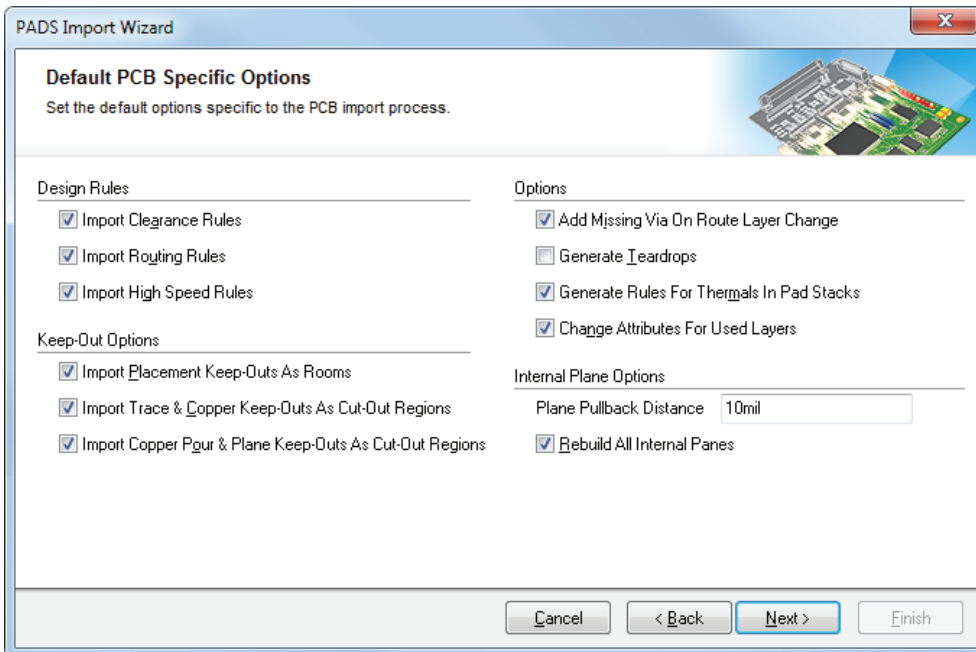 PADS Import Wizard
Default PCB Specific Options
Set the default options specific to the PCB import process.
Design Rules
Import Clearance Rules
Import Routing Rules
Import High Speed Rules
Keep-Out Options
Import Placement Keep-Outs As Rooms
Import Trace & Copper Keep-Outs As Cut-Out Regions
Import Copper Pour & Plane Keep-Outs As Cut-Out Regions
Options
Add Missing Via On Route Layer Change
Generate Teardrops
Generate Rules For Thermals In Pad Stacks
Change Attributes For Used Layers
Internal Plane Options
Plane Pullback Distance 10mil
Rebuild All Internal Panes
Cancel < Back Next > Finish